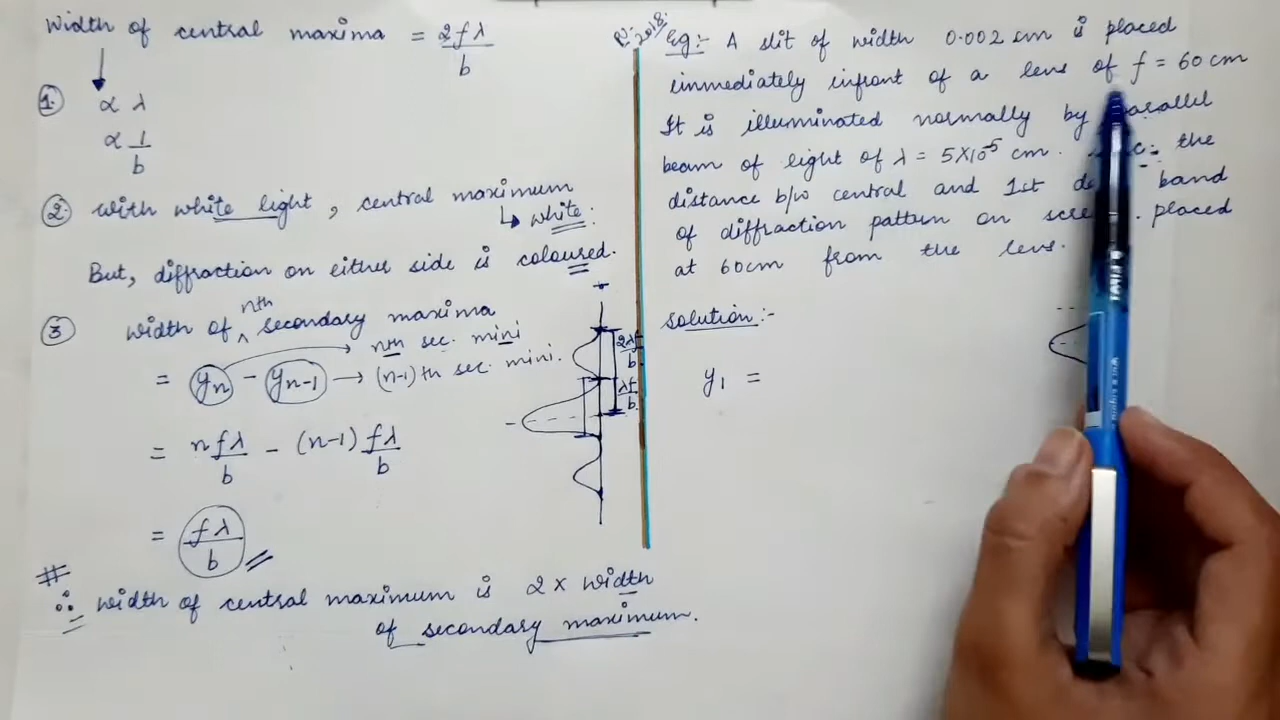 width of central maxima = 2fλ/b
1. α λ
α 1/b
2. with white light, central maximum
↳ white.
But, diffraction on either side is coloured.
3 width of nth secondary maxima
= yn - yn-1
nth sec. mini
(n-1)th sec. mini.
= nfλ/b - (n-1) fλ/b
= fλ/b
# ∴ width of central maximum is 2 × width
of secondary maximum.
2λf/b
λf/b
2018
Eg:- A slit of width 0.002 cm is placed
immediately infront of a lens of f = 60 cm
It is illuminated normally by parallel
beam of light of λ = 5×10⁻⁵ cm. the
distance b/w central and 1st band
of diffraction pattern on placed
at 60cm from the lens.
solution:-
y₁ =